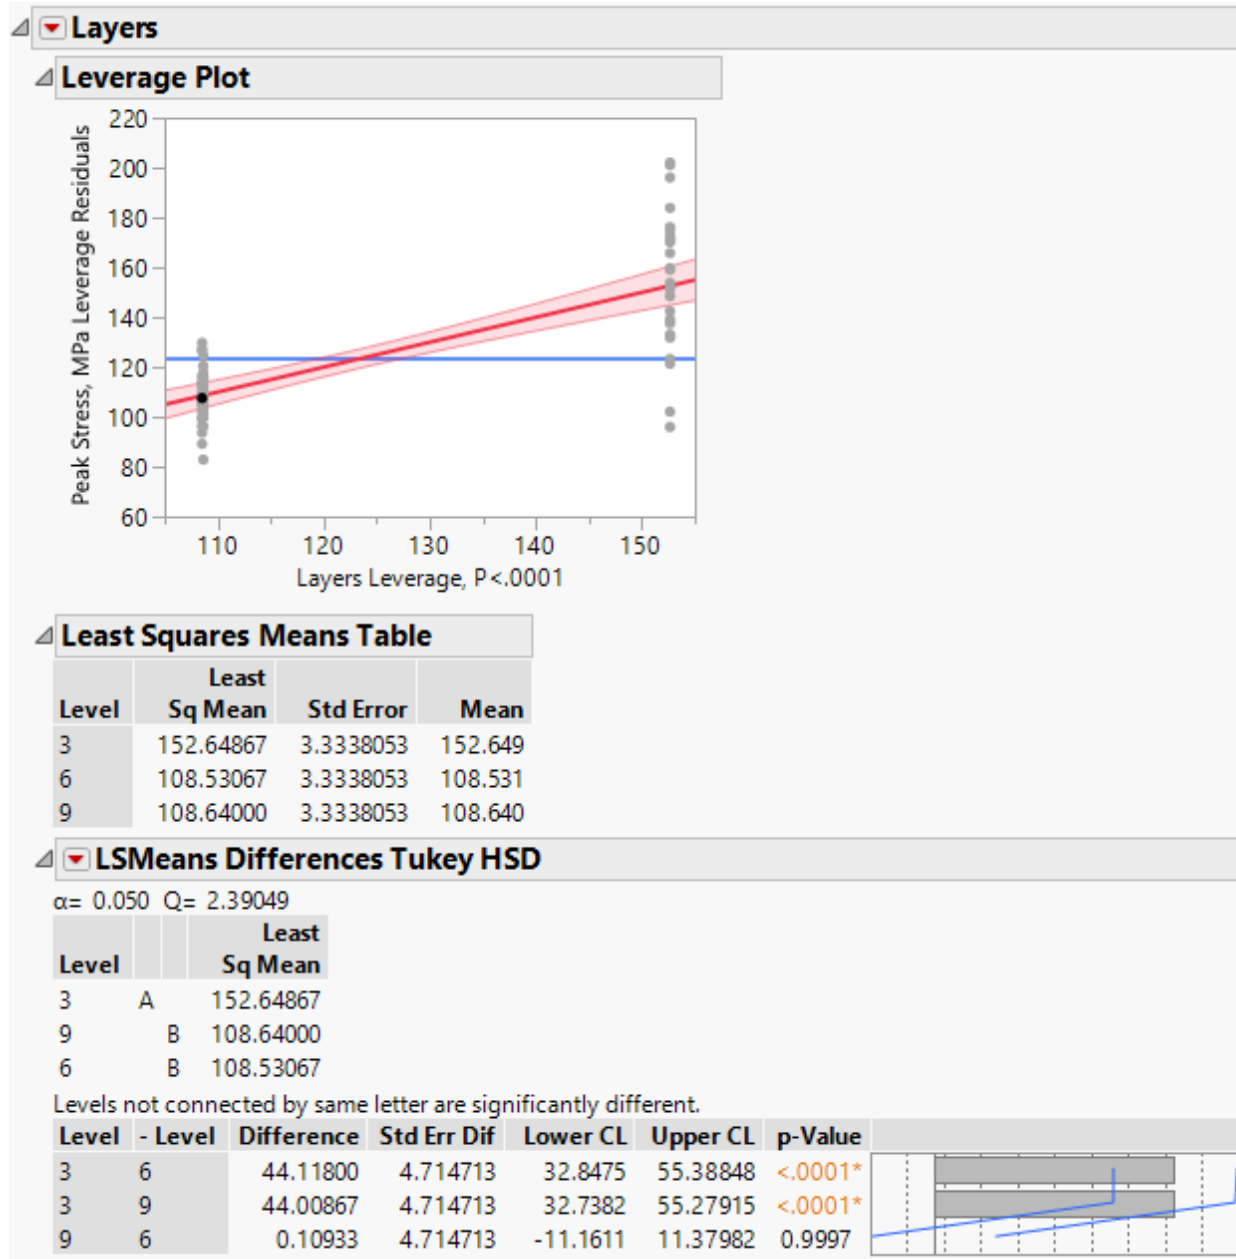 Layers
Leverage Plot
220
200
180
160
140
120
100
80
60
Peak Stress, MPa Leverage Residuals
110 120 130 140 150
Layers Leverage, P<.0001
Least Squares Means Table
Least
Level Sq Mean Std Error Mean
3 152.64867 3.3338053 152.649
6 108.53067 3.3338053 108.531
9 108.64000 3.3338053 108.640
LSMeans Differences Tukey HSD
α= 0.050 Q= 2.39049
Least
Level Sq Mean
3 A 152.64867
9 B 108.64000
6 B 108.53067
Levels not connected by same letter are significantly different.
Level - Level Difference Std Err Dif Lower CL Upper CL p-Value
3 6 44.11800 4.714713 32.8475 55.38848 <.0001*
3 9 44.00867 4.714713 32.7382 55.27915 <.0001*
9 6 0.10933 4.714713 -11.1611 11.37982 0.9997